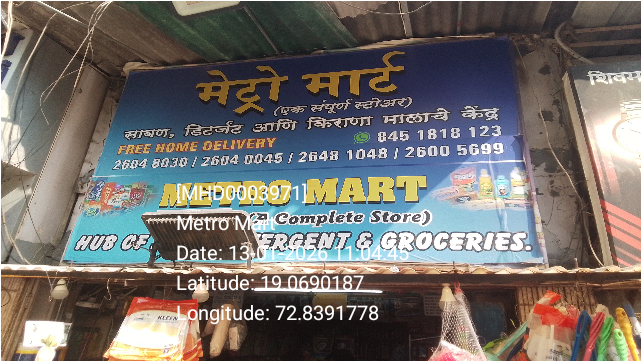 मेट्रो मार्ट
(एक संपूर्ण स्टोअर)
साबण, डिटर्जंट आणि किराणा मालाचे केंद्र
FREE HOME DELIVERY
845 1818 123
2604 8030 / 2604 0045 / 2648 1048 / 2600 5699
METRO MART
(A Complete Store)
HUB OF & GROCERIES.
[MHD0003971]
Metro Mart
Date: 13-01-2026 11:04:45
Latitude: 19.0690187
Longitude: 72.8391778
KLEEN